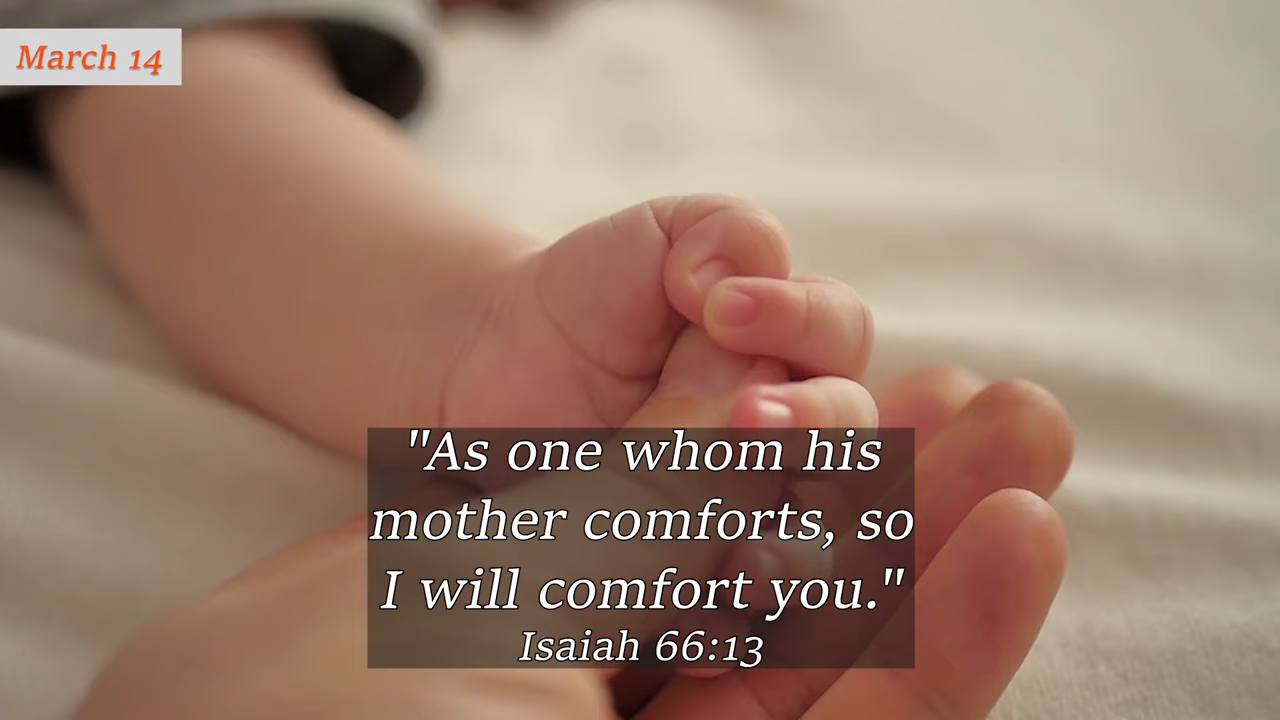 March 14
"As one whom his
mother comforts, so
I will comfort you."
Isaiah 66:13